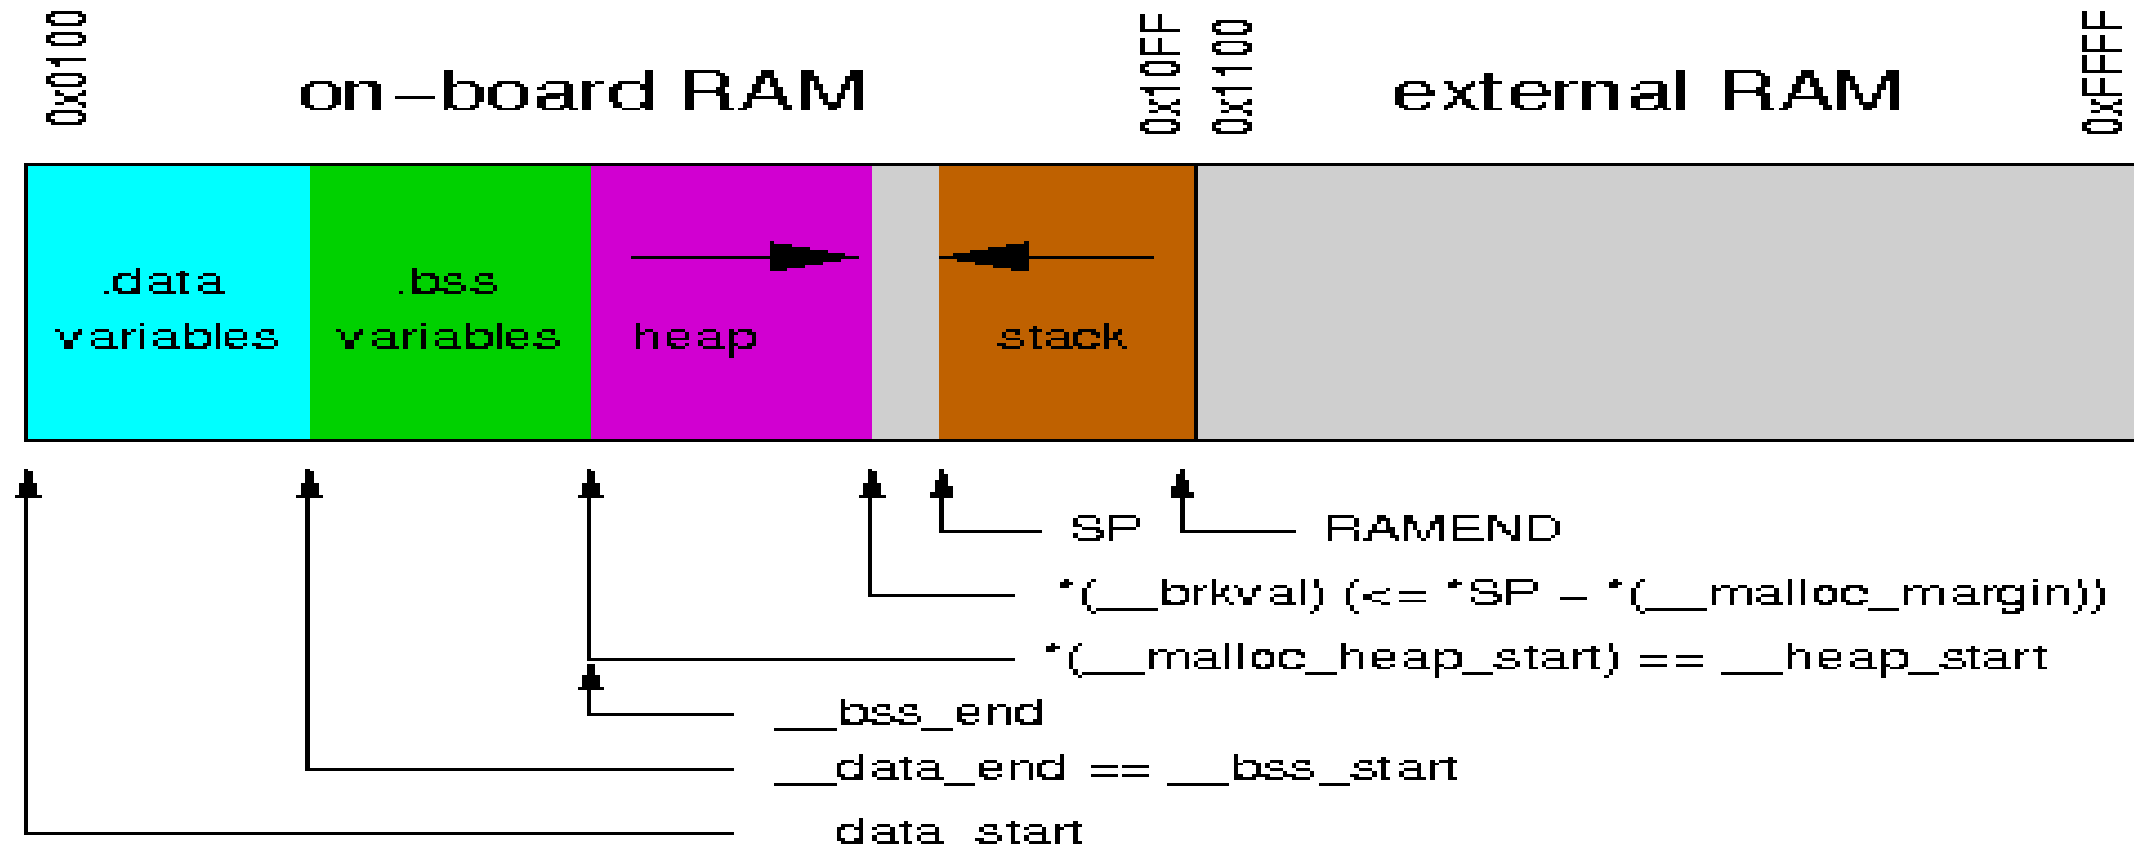 0x0100
on-board RAM
0x10FF
0x1100
external RAM
0xFFFF
.data
variables
.bss
variables
heap
stack
SP
RAMEND
*(__brkval) (<= *SP - *(__malloc_margin))
*(__malloc_heap_start) == __heap_start
__bss_end
__data_end == __bss_start
data start